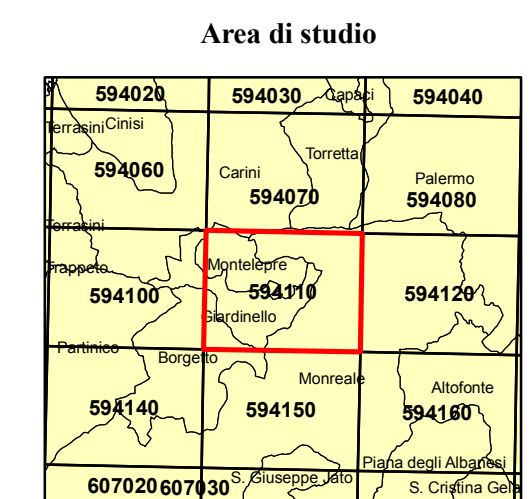 Area di studio
594020 594030 Capaci 594040
Terrasini Cinisi
Torretta
594060 Carini Palermo
594070 594080
Terrasini
Trappeto Montelepre
594100 594110 594120
Giardinello
Partinico Borgetto
Monreale Altofonte
594140 594150 594160
Piana degli Albanesi
607020 607030 S. Giuseppe Jato S. Cristina Gela